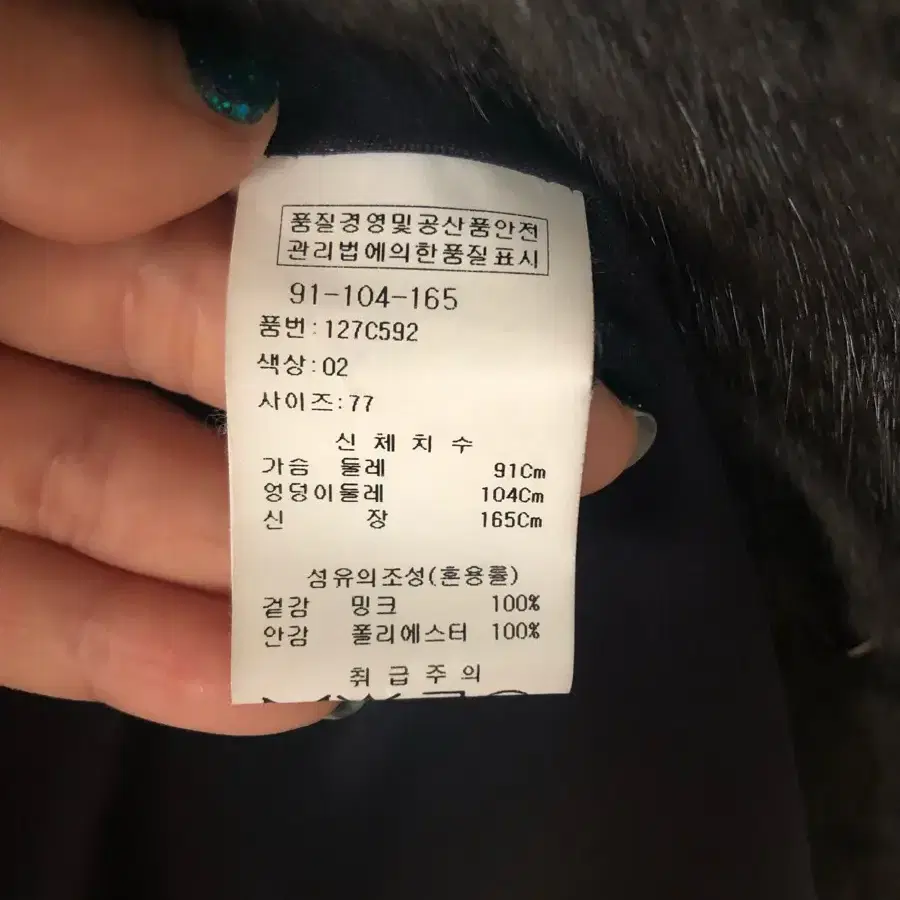 품질경영및공산품안전
관리법에의한품질표시
91-104-165
품번:127C592
색상:02
사이즈:77
신 체 치 수
가슴 둘레 91Cm
엉덩이둘레 104Cm
신 장 165Cm
섬유의조성(혼용률)
겉감 밍크 100%
안감 폴리에스터 100%
취 급 주 의